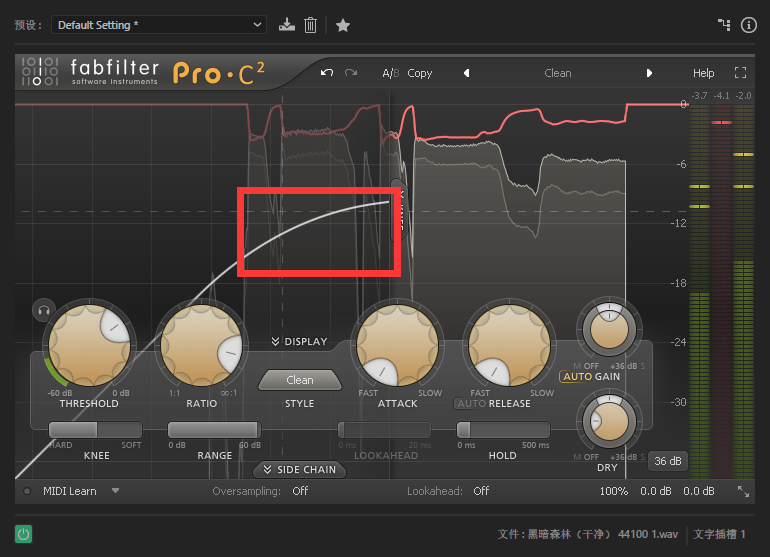 预设： Default Setting *
fabfilter Pro·C²
software instruments
A/B Copy Clean Help
-3.7 -4.1 -2.0
0
-6
-12
-18
-24
-30
DISPLAY
-60 dB 0 dB
THRESHOLD
1:1 ∞:1
RATIO
Clean
STYLE
FAST SLOW
ATTACK
FAST SLOW
AUTO RELEASE
M OFF +36 dB S
AUTO GAIN
HARD SOFT
KNEE
0 dB 60 dB
RANGE
0 ms 20 ms
LOOKAHEAD
0 ms 500 ms
HOLD
M OFF +36 dB S
DRY
36 dB
SIDE CHAIN
MIDI Learn Oversampling: Off Lookahead: Off 100% 0.0 dB 0.0 dB
文件：黑暗森林（干净） 44100 1.wav 文字插槽 1